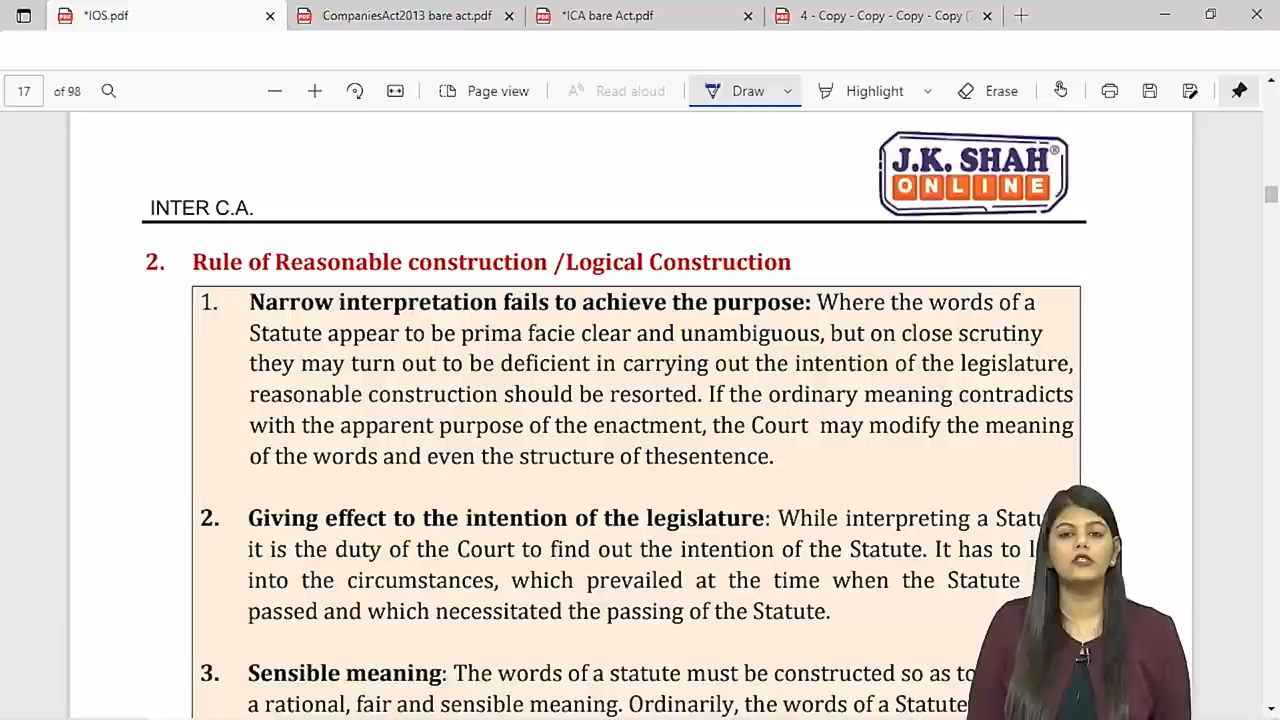 *IOS.pdf
CompaniesAct2013 bare act.pdf
*ICA bare Act.pdf
4 - Copy - Copy - Copy - Copy
17 of 98
Page view
Read aloud
Draw
Highlight
Erase
J.K. SHAH®
ONLINE
INTER C.A.
2. Rule of Reasonable construction /Logical Construction
1. Narrow interpretation fails to achieve the purpose: Where the words of a
Statute appear to be prima facie clear and unambiguous, but on close scrutiny
they may turn out to be deficient in carrying out the intention of the legislature,
reasonable construction should be resorted. If the ordinary meaning contradicts
with the apparent purpose of the enactment, the Court may modify the meaning
of the words and even the structure of thesentence.
2. Giving effect to the intention of the legislature: While interpreting a
it is the duty of the Court to find out the intention of the Statute. It has to
into the circumstances, which prevailed at the time when the Statute
passed and which necessitated the passing of the Statute.
3. Sensible meaning: The words of a statute must be constructed so as to
a rational, fair and sensible meaning. Ordinarily, the words of a Statute